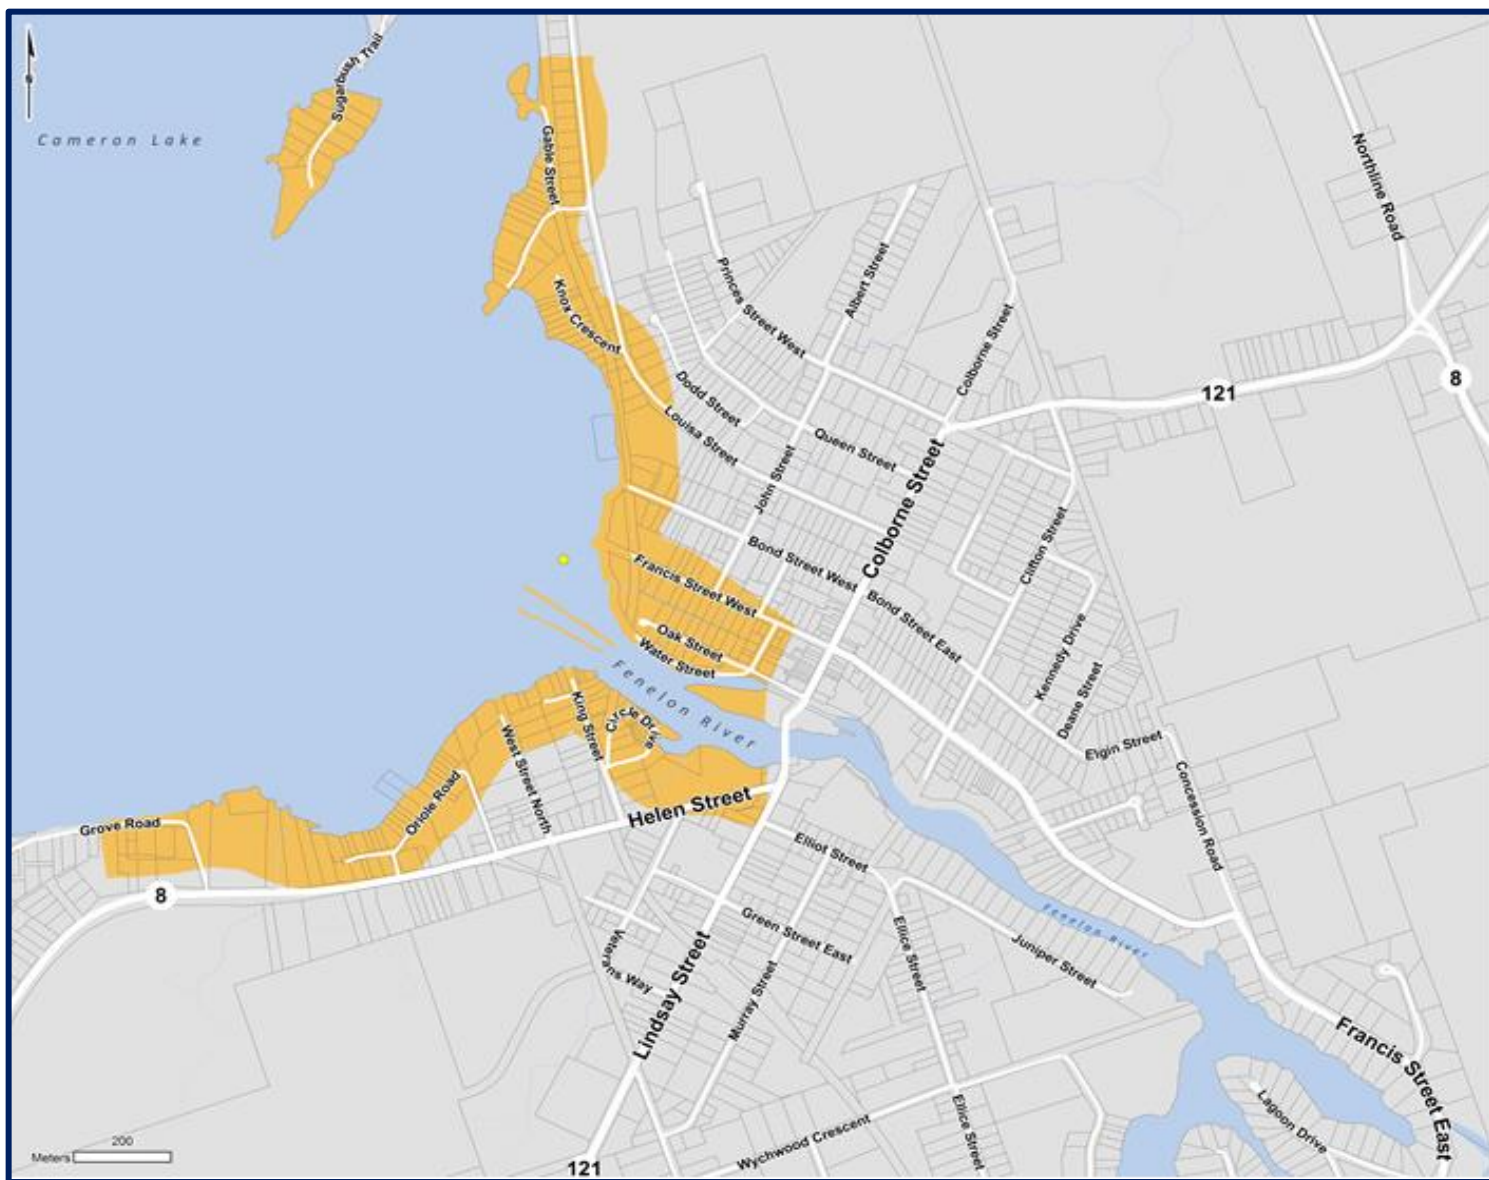 Sugarbush Trail
Cameron Lake
Gable Street
Northline Road
Princes Street West
Albert Street
Knox Crescent
Colborne Street
Dodd Street
121
8
Louisa Street
Queen Street
John Street
Colborne Street
Bond Street West
Clifton Street
Francis Street West
Bond Street East
Oak Street
Water Street
Kennedy Drive
Deane Street
Fenelon River
King Street
Circle Drive
West Street North
Elgin Street
Concession Road
Oriole Road
Helen Street
Grove Road
Elliot Street
8
Green Street East
Ellice Street
Juniper Street
Fenelon River
Veterans Way
Lindsay Street
Murray Street
Francis Street East
Lagoon Drive
Ellice Street
Wychwood Crescent
200
Meters
121